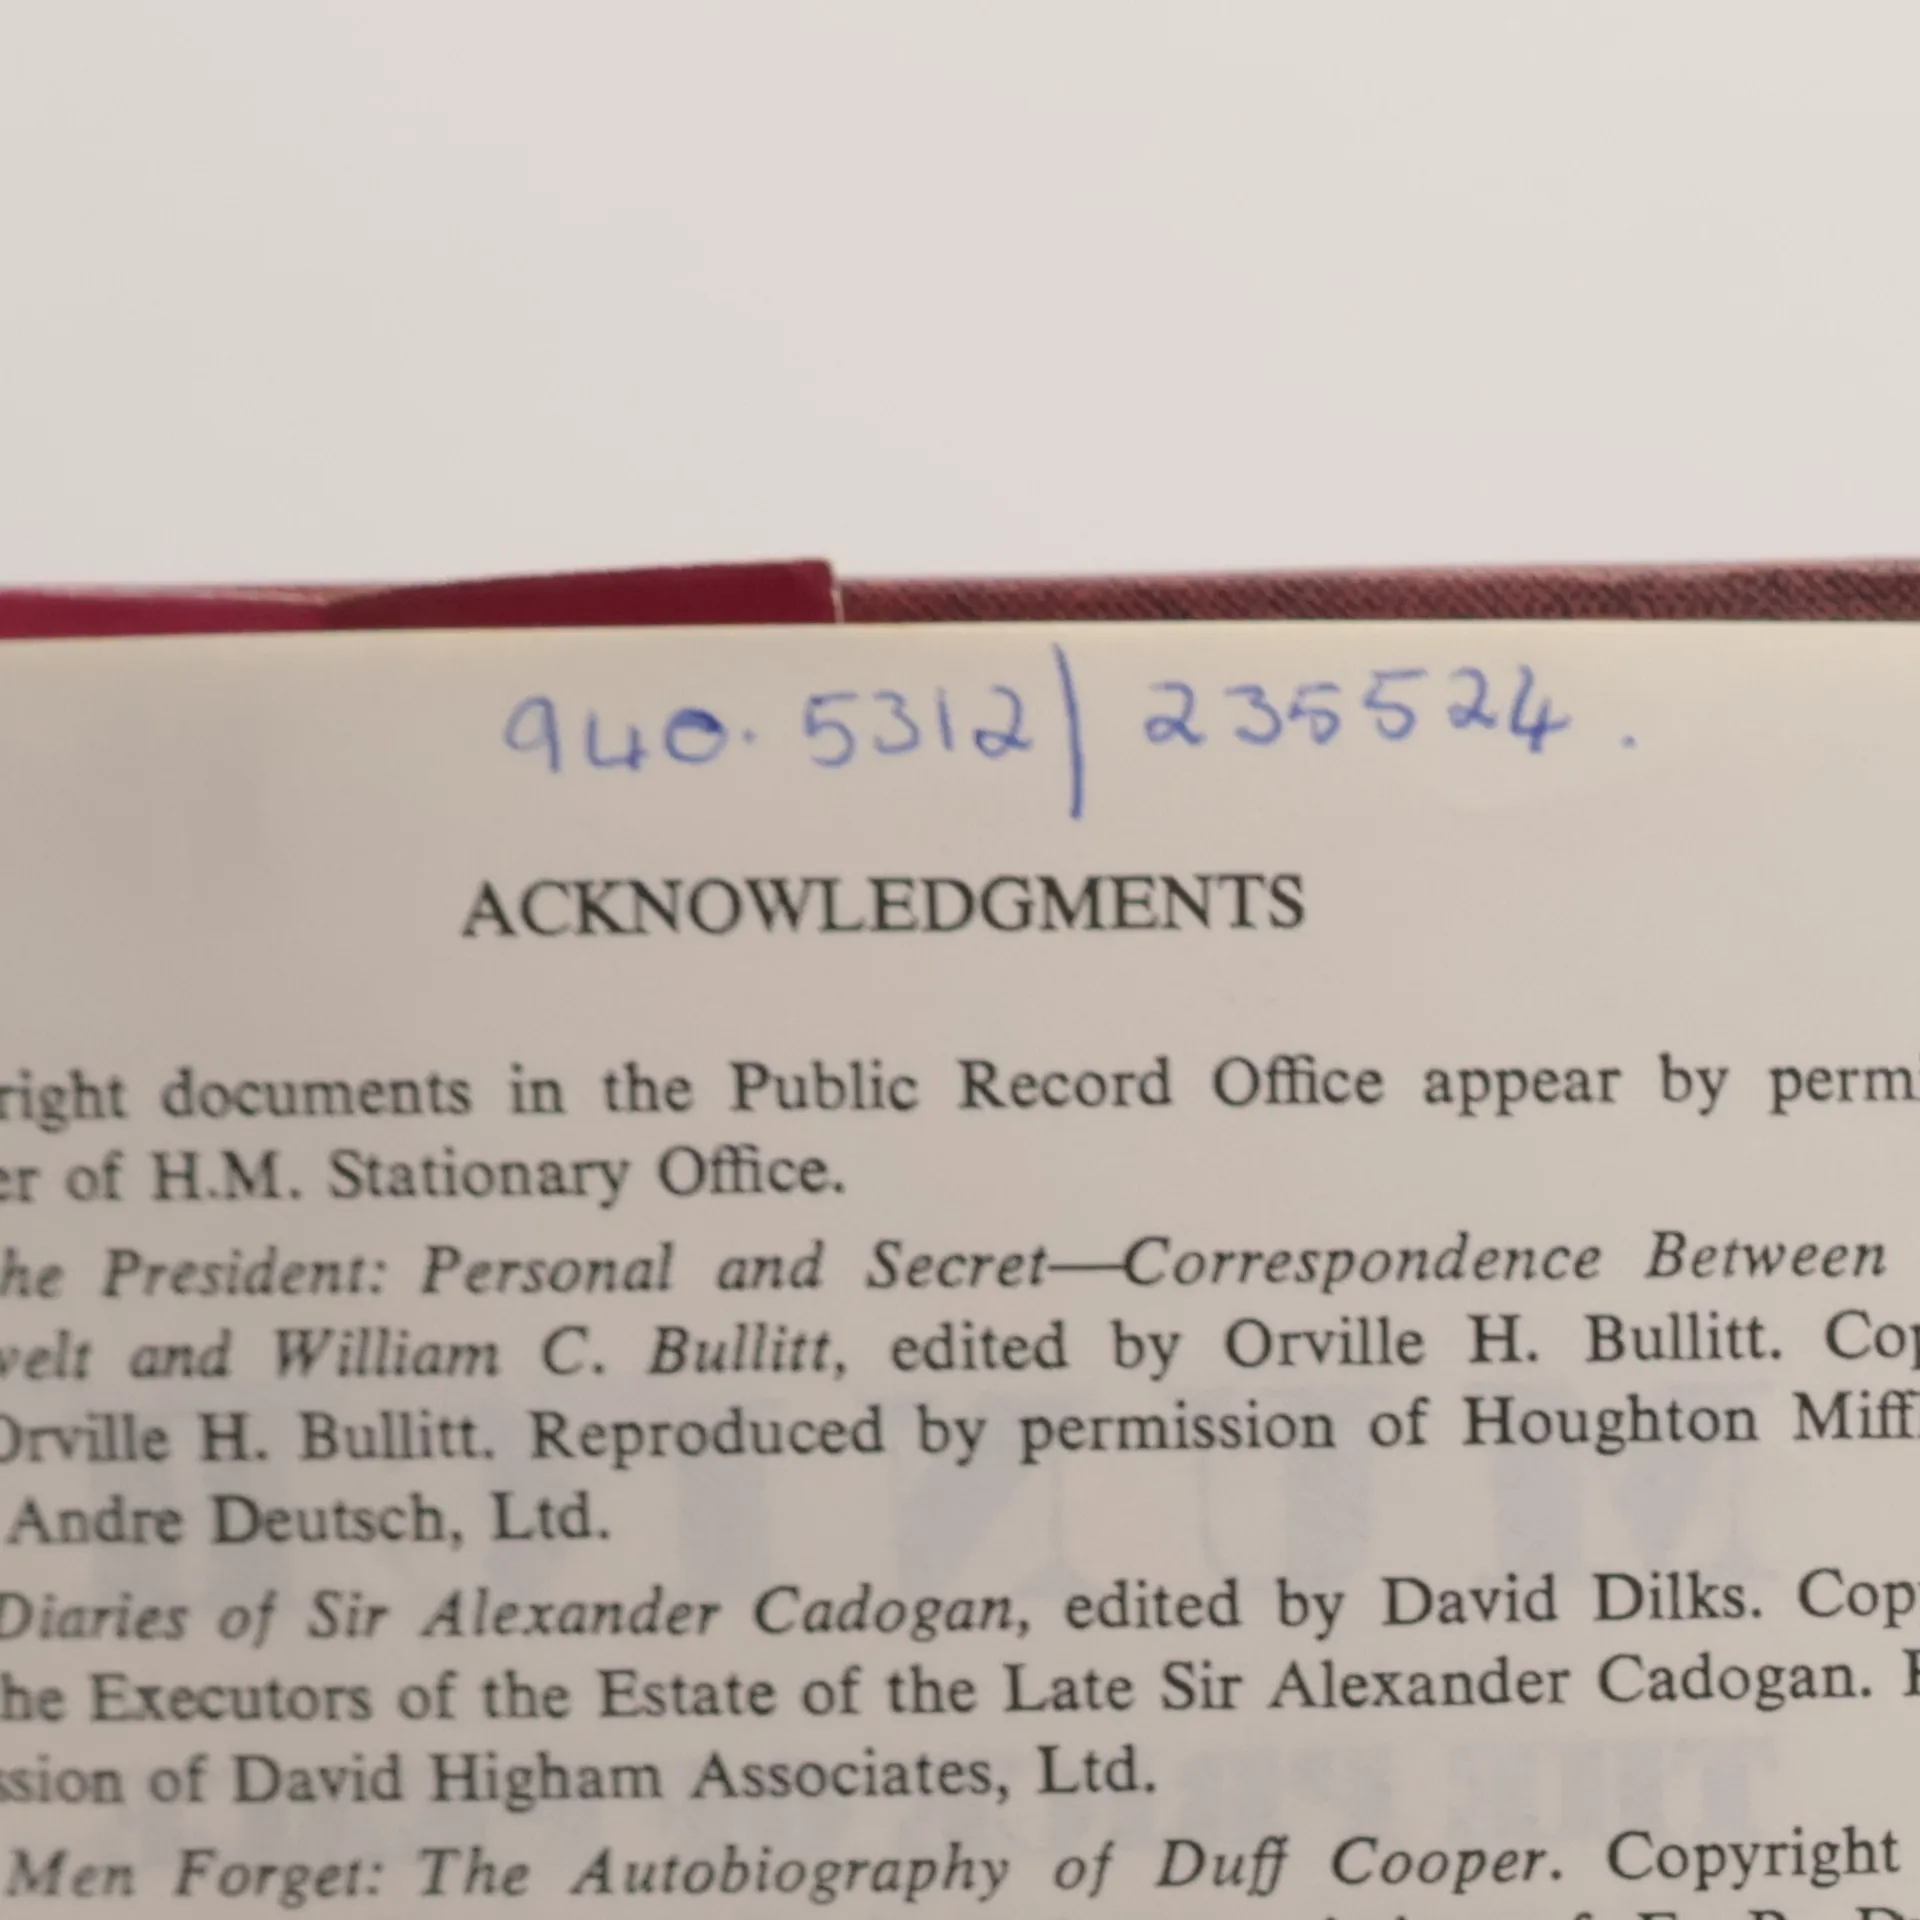 940.5312 | 235524.
ACKNOWLEDGMENTS
right documents in the Public Record Office appear by permi
er of H.M. Stationary Office.
he President: Personal and Secret—Correspondence Between
velt and William C. Bullitt, edited by Orville H. Bullitt. Cop
Orville H. Bullitt. Reproduced by permission of Houghton Miffl
Andre Deutsch, Ltd.
Diaries of Sir Alexander Cadogan, edited by David Dilks. Cop
he Executors of the Estate of the Late Sir Alexander Cadogan.
ssion of David Higham Associates, Ltd.
Men Forget: The Autobiography of Duff Cooper. Copyright